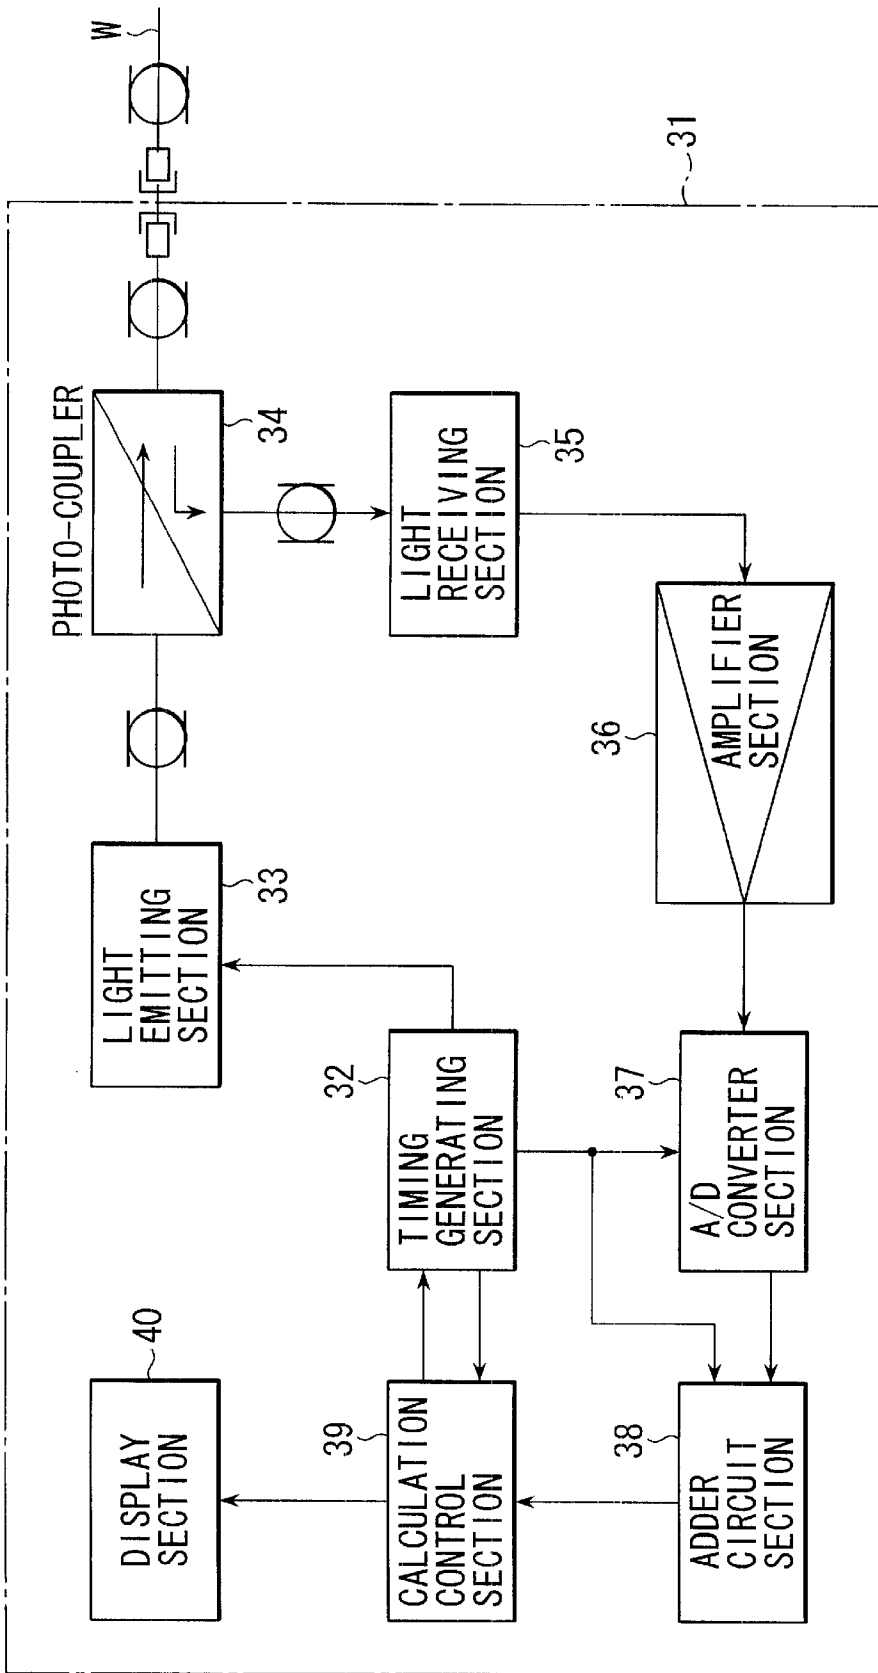 DISPLAY
SECTION
40
LIGHT
EMITTING
SECTION
33
PHOTO-COUPLER
34
W
CALCULATION
CONTROL
SECTION
39
TIMING
GENERATING
SECTION
32
LIGHT
RECEIVING
SECTION
35
31
ADDER
CIRCUIT
SECTION
38
A/D
CONVERTER
SECTION
37
AMPLIFIER
SECTION
36